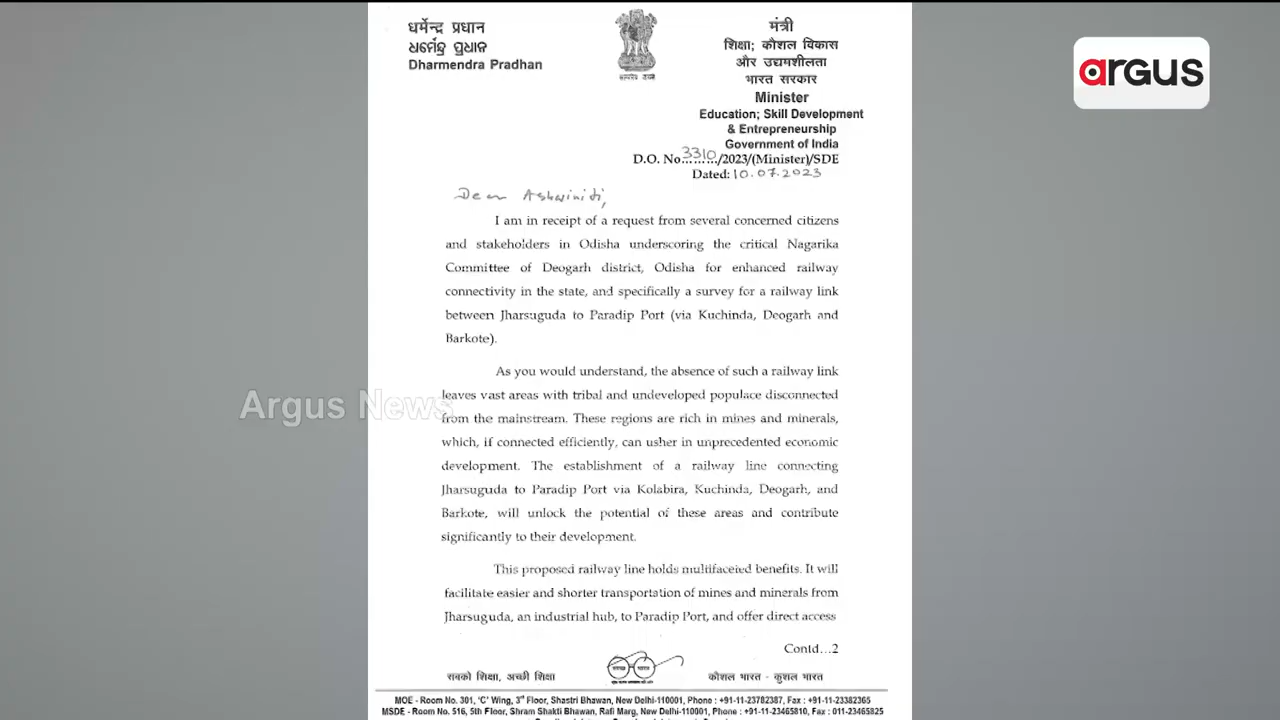 धर्मेन्द्र प्रधान
ଧର୍ମେନ୍ଦ୍ର ପ୍ରଧାନ
Dharmendra Pradhan
सत्यमेव जयते
मंत्री
शिक्षा; कौशल विकास
और उद्यमशीलता
भारत सरकार
Minister
Education; Skill Development
& Entrepreneurship
Government of India
D.O. No...3310.../2023/(Minister)/SDE
Dated: 10.07.2023
argus
Dear Ashwiniji,
I am in receipt of a request from several concerned citizens
and stakeholders in Odisha underscoring the critical Nagarika
Committee of Deogarh district, Odisha for enhanced railway
connectivity in the state, and specifically a survey for a railway link
between Jharsuguda to Paradip Port (via Kuchinda, Deogarh and
Barkote).
As you would understand, the absence of such a railway link
leaves vast areas with tribal and undeveloped populace disconnected
Argus News
from the mainstream. These regions are rich in mines and minerals,
which, if connected efficiently, can usher in unprecedented economic
development. The establishment of a railway line connecting
Jharsuguda to Paradip Port via Kolabira, Kuchinda, Deogarh, and
Barkote, will unlock the potential of these areas and contribute
significantly to their development.
This proposed railway line holds multifaceted benefits. It will
facilitate easier and shorter transportation of mines and minerals from
Jharsuguda, an industrial hub, to Paradip Port, and offer direct access
Contd...2
सबको शिक्षा, अच्छी शिक्षा
कौशल भारत - कुशल भारत
MOE - Room No. 301, 'C' Wing, 3rd Floor, Shastri Bhawan, New Delhi-110001, Phone : +91-11-23782387, Fax : +91-11-23382365
MSDE - Room No. 516, 5th Floor, Shram Shakti Bhawan, Rafi Marg, New Delhi-110001, Phone : +91-11-23465810, Fax : 011-23465825